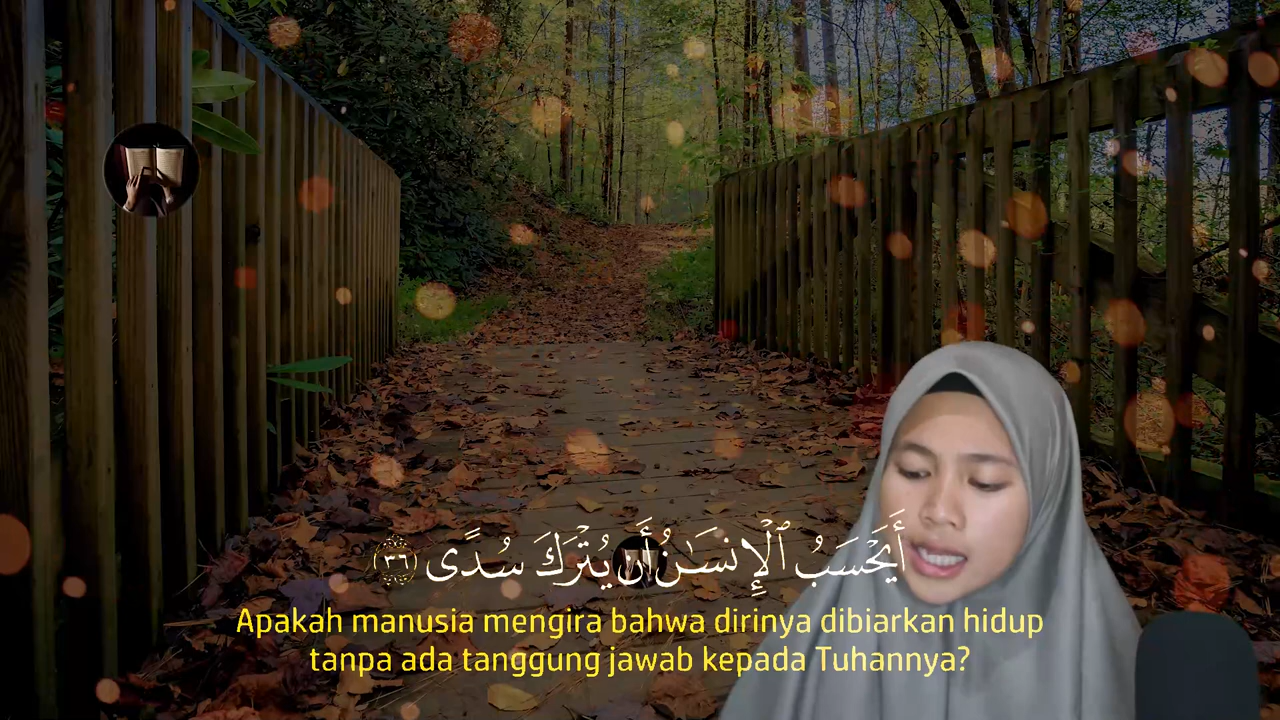 أَيَحْسَبُ ٱلْإِنسَـٰنُ أَن يُتْرَكَ سُدًى ﴿٣٦﴾
Apakah manusia mengira bahwa dirinya dibiarkan hidup
tanpa ada tanggung jawab kepada Tuhannya?